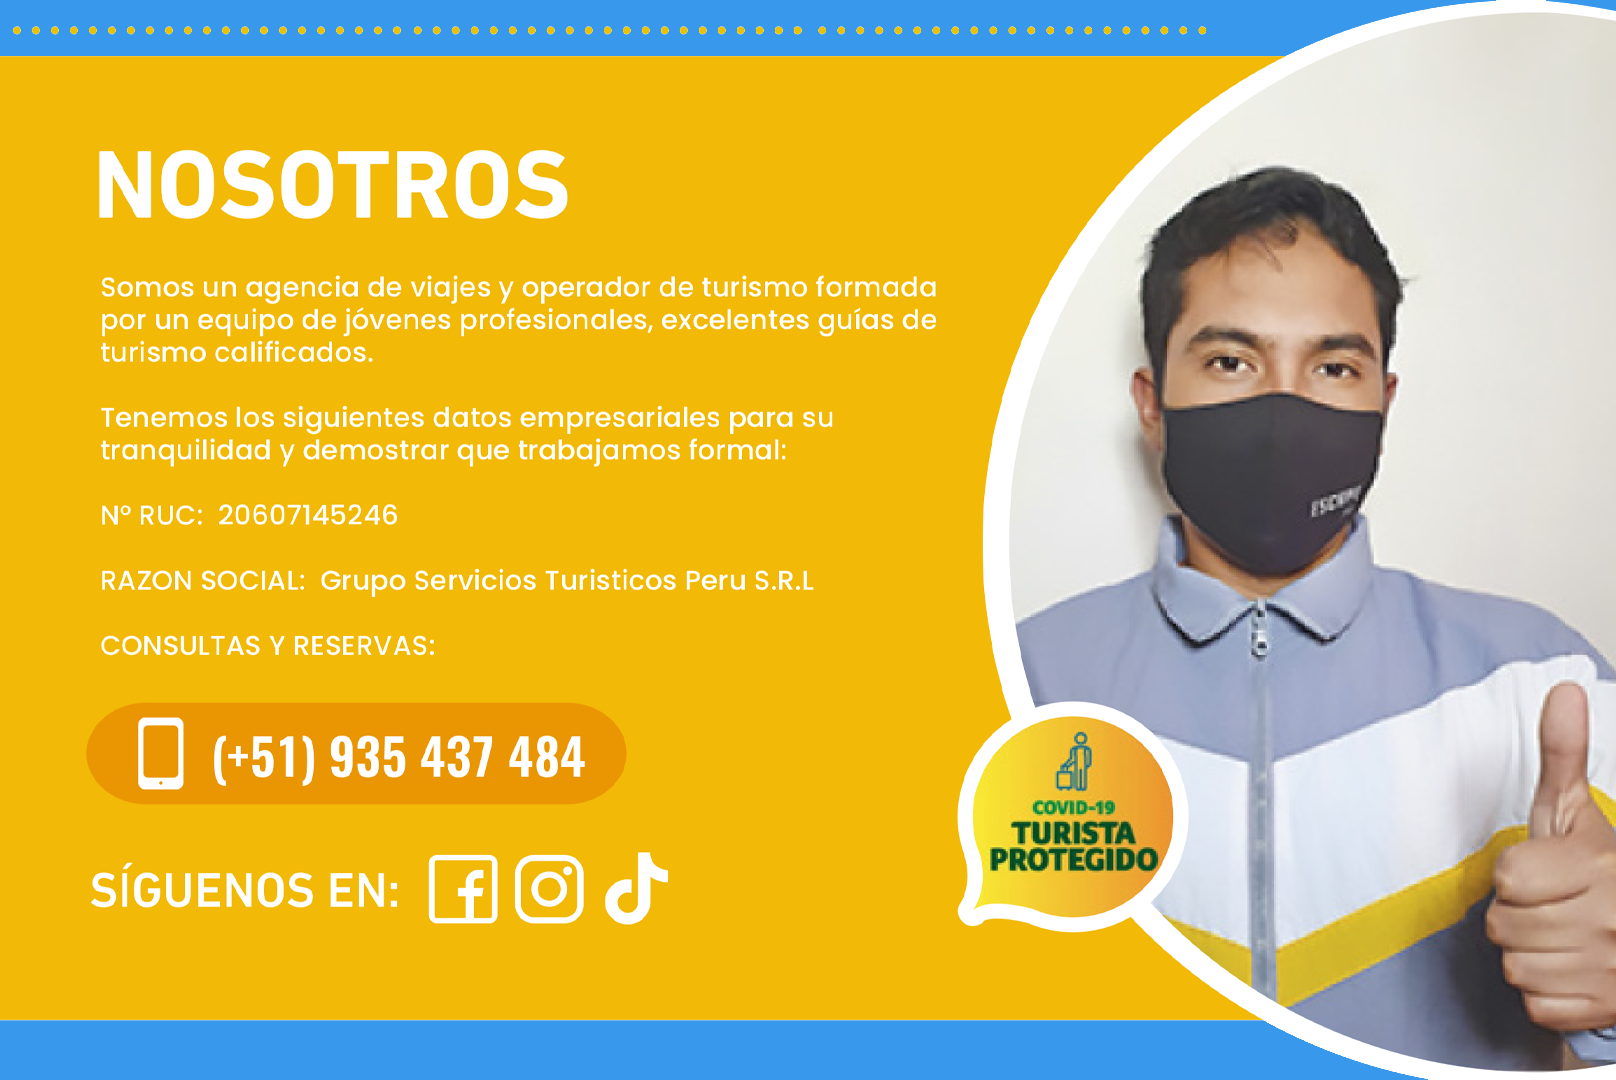 NOSOTROS
Somos un agencia de viajes y operador de turismo formada
por un equipo de jóvenes profesionales, excelentes guías de
turismo calificados.
Tenemos los siguientes datos empresariales para su
tranquilidad y demostrar que trabajamos formal:
Nº RUC: 20607145246
RAZON SOCIAL: Grupo Servicios Turisticos Peru S.R.L
CONSULTAS Y RESERVAS:
(+51) 935 437 484
SÍGUENOS EN:
COVID-19
TURISTA
PROTEGIDO